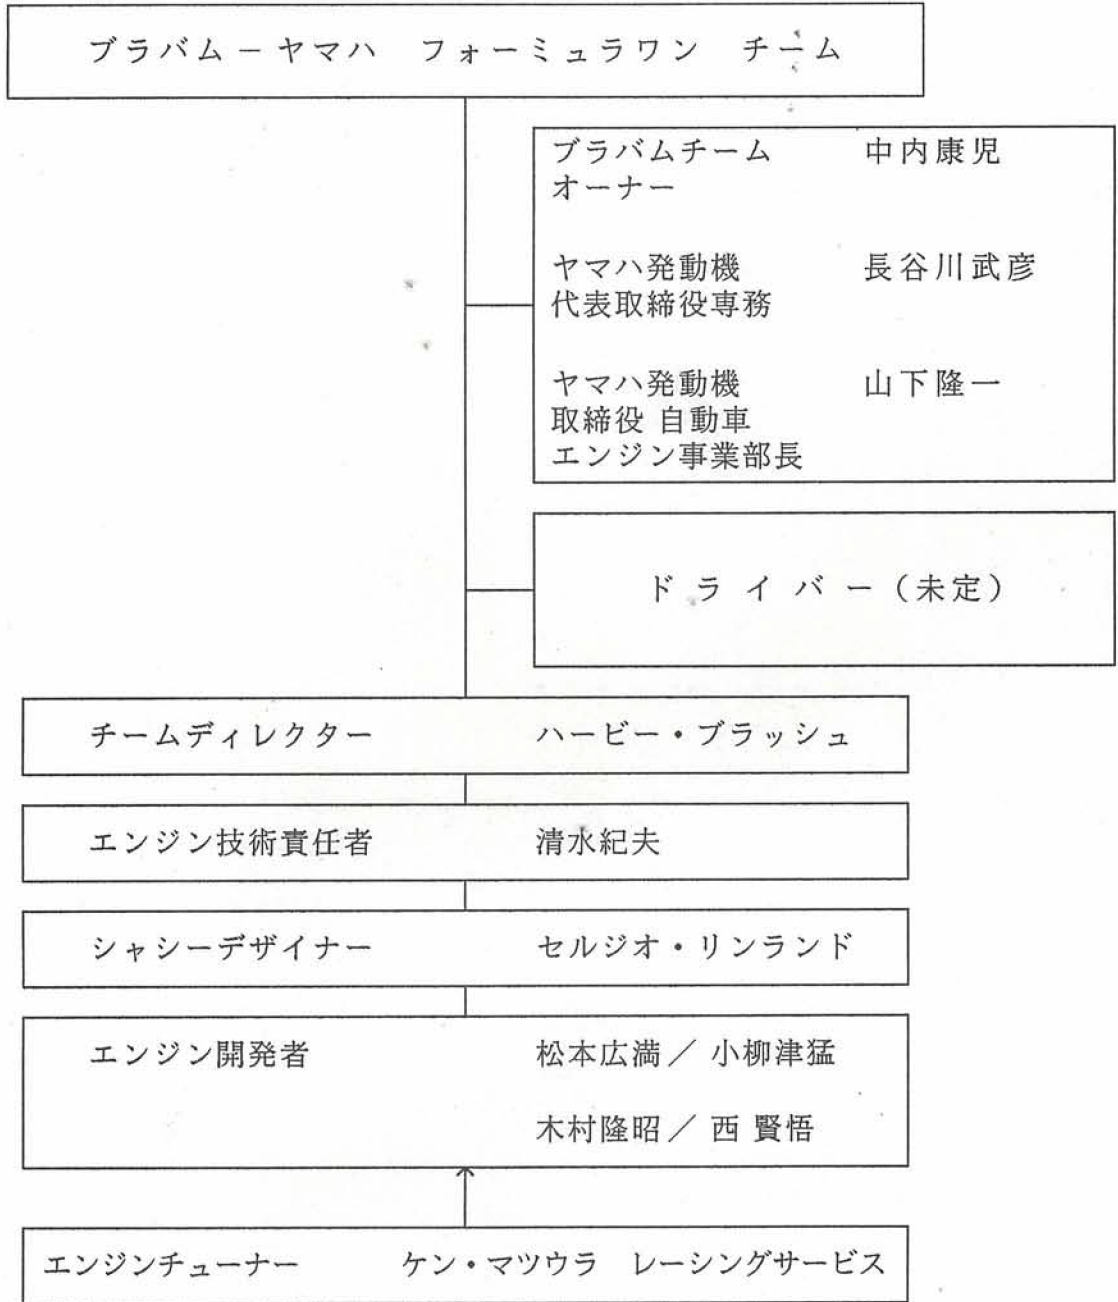 ブラバム－ヤマハ　フォーミュラワン　チーム
ブラバムチーム　中内康児
オーナー
ヤマハ発動機　長谷川武彦
代表取締役専務
ヤマハ発動機　山下隆一
取締役 自動車
エンジン事業部長
ドライバー（未定）
チームディレクター　ハービー・ブラッシュ
エンジン技術責任者　清水紀夫
シャシーデザイナー　セルジオ・リンランド
エンジン開発者　松本広満／小柳津猛
木村隆昭／西 賢悟
エンジンチューナー　ケン・マツウラ　レーシングサービス